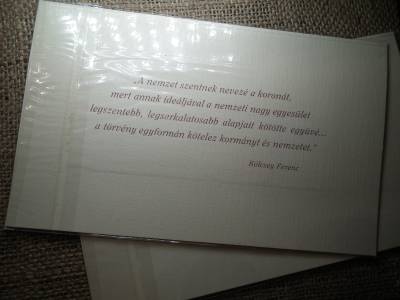 „A nemzet szentnek nevezé a koronát,
mert annak ideáljával a nemzeti nagy egyesület
legszentebb, legsarkalatosabb alapjait kötötte együvé...
a törvény egyformán kötelez kormányt és nemzetet."
Kölcsey Ferenc